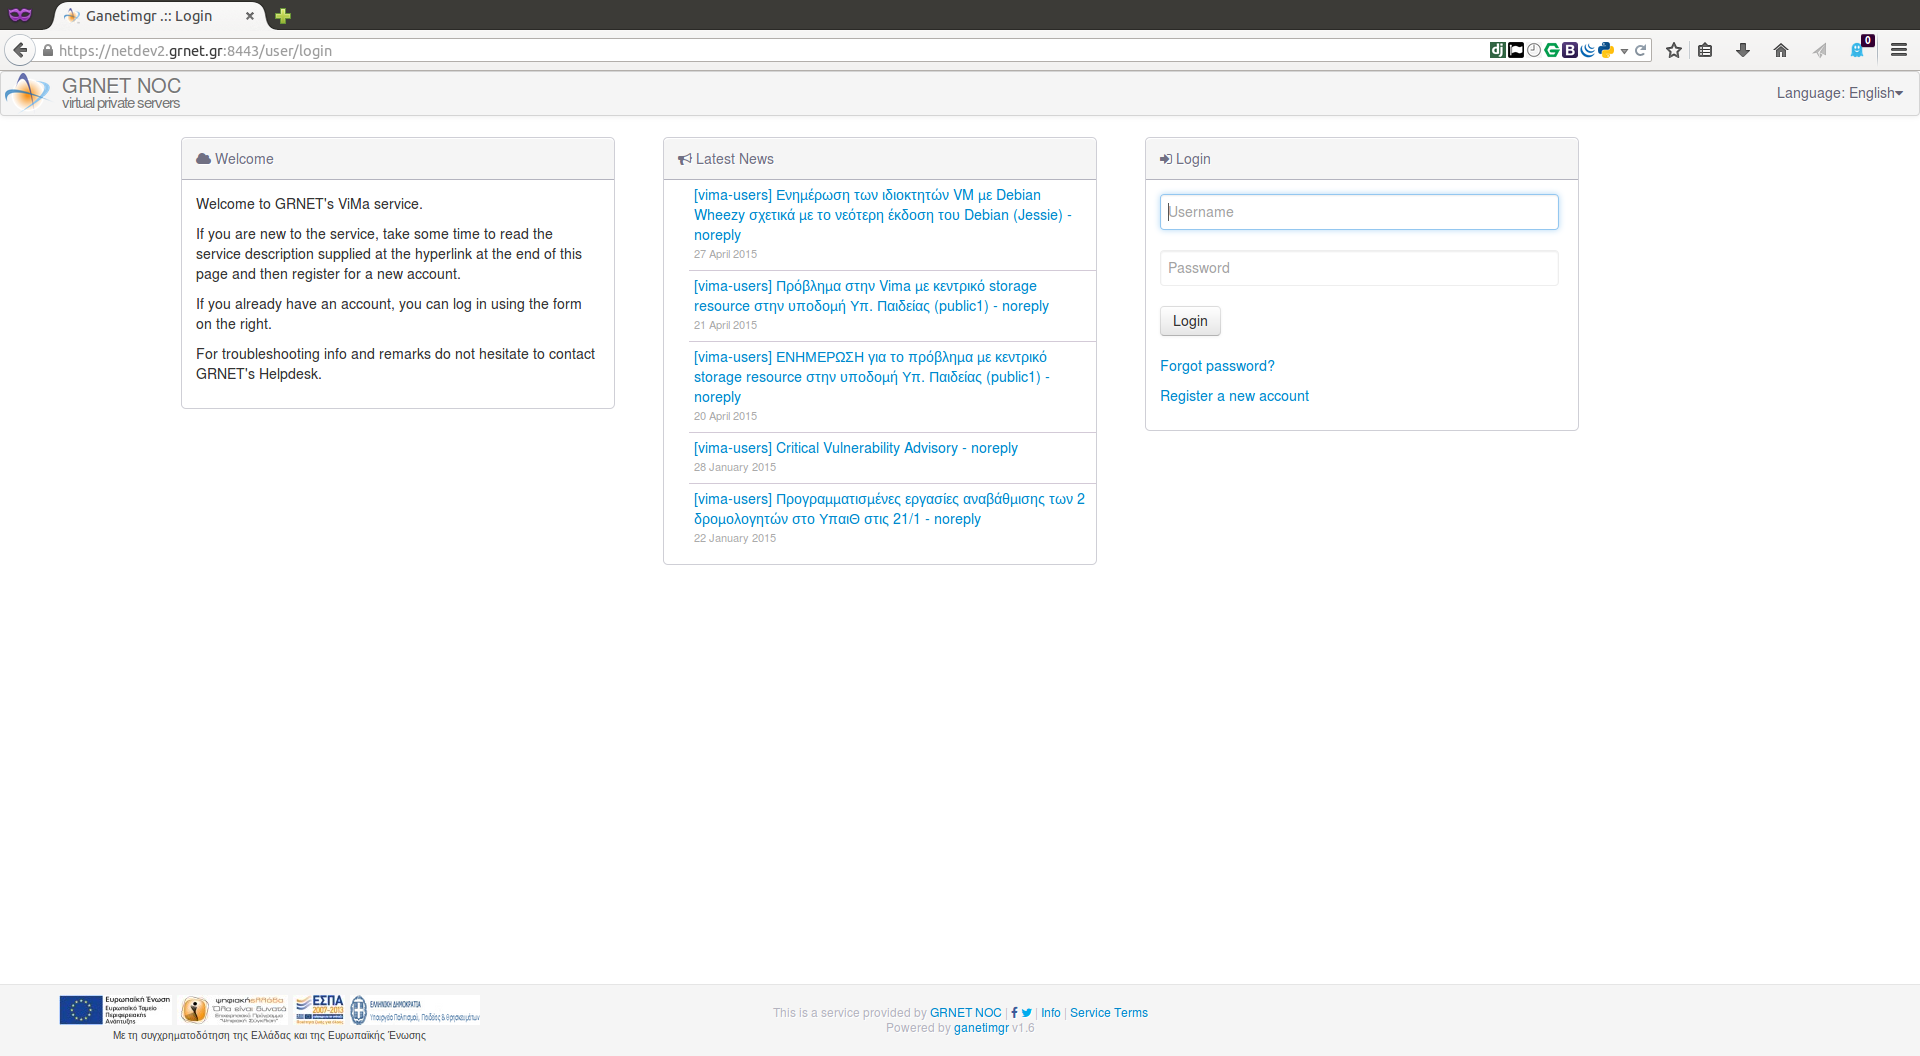 Ganetimgr .:: Login
https://netdev2.grnet.gr:8443/user/login
0
GRNET NOC
virtual private servers
Language: English
Welcome
Welcome to GRNET's ViMa service.
If you are new to the service, take some time to read the
service description supplied at the hyperlink at the end of this
page and then register for a new account.
If you already have an account, you can log in using the form
on the right.
For troubleshooting info and remarks do not hesitate to contact
GRNET's Helpdesk.
Latest News
[vima-users] Ενημέρωση των ιδιοκτητών VM με Debian
Wheezy σχετικά με το νεότερη έκδοση του Debian (Jessie) -
noreply
27 April 2015
[vima-users] Πρόβλημα στην Vima με κεντρικό storage
resource στην υποδομή Υπ. Παιδείας (public1) - noreply
21 April 2015
[vima-users] ΕΝΗΜΕΡΩΣΗ για το πρόβλημα με κεντρικό
storage resource στην υποδομή Υπ. Παιδείας (public1) -
noreply
20 April 2015
[vima-users] Critical Vulnerability Advisory - noreply
28 January 2015
[vima-users] Προγραμματισμένες εργασίες αναβάθμισης των 2
δρομολογητών στο ΥπαιΘ στις 21/1 - noreply
22 January 2015
Login
Username
Password
Login
Forgot password?
Register a new account
Ευρωπαϊκή Ένωση
Ευρωπαϊκό Ταμείο
Περιφερειακής
Ανάπτυξης
ψηφιακή ελλάδα
Όλα είναι δυνατά
ΕΣΠΑ
2007-2013
ΕΛΛΗΝΙΚΗ ΔΗΜΟΚΡΑΤΙΑ
Υπουργείο Πολιτισμού, Παιδείας & Θρησκευμάτων
Με τη συγχρηματοδότηση της Ελλάδας και της Ευρωπαϊκής Ένωσης
This is a service provided by GRNET NOC | | Info | Service Terms
Powered by ganetimgr v1.6